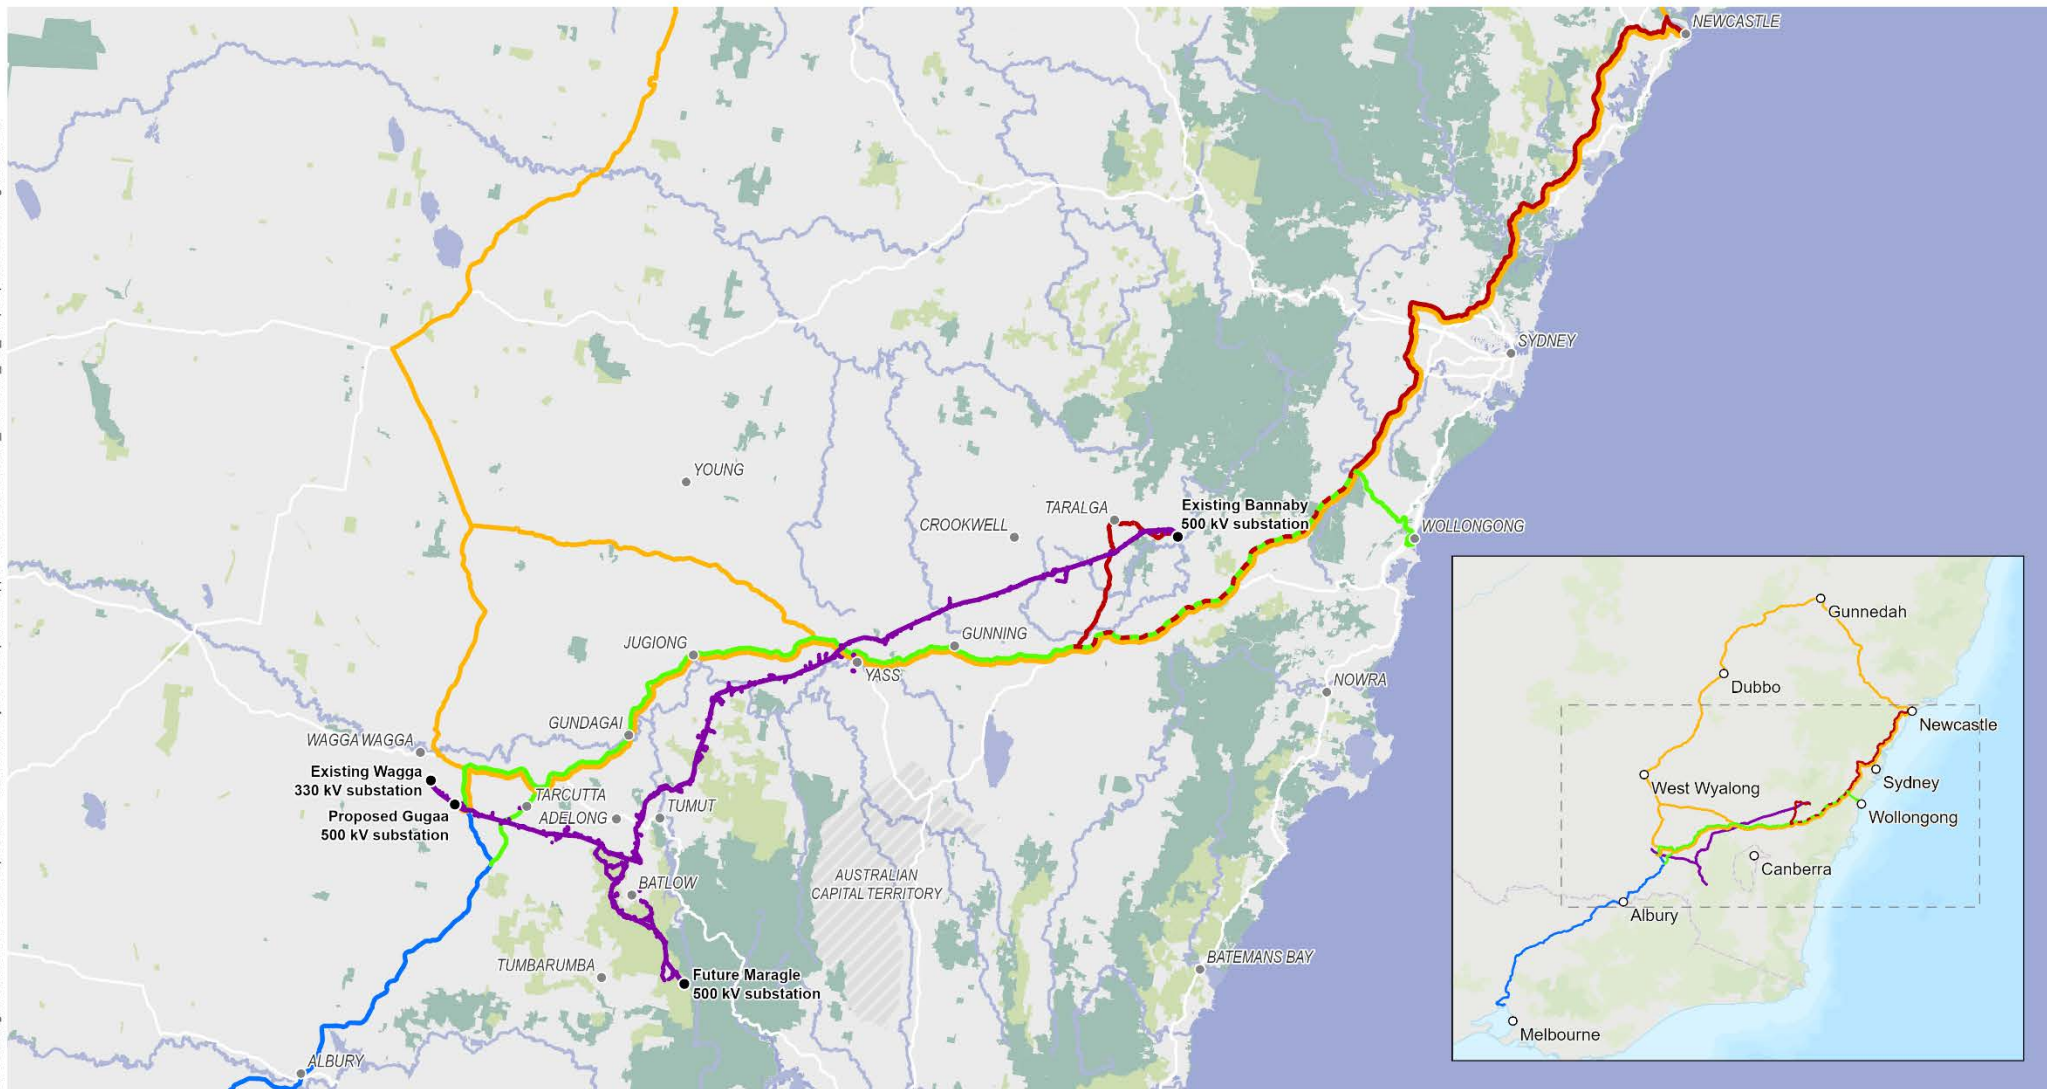 NEWCASTLE
SYDNEY
YOUNG
TARALGA
CROOKWELL
Existing Bannaby
500 kV substation
WOLLONGONG
JUGIONG
GUNNING
YASS
NOWRA
GUNDAGAI
WAGGA WAGGA
Existing Wagga
330 kV substation
Proposed Gugaa
500 kV substation
TARCUTTA
ADELONG
TUMUT
BATLOW
AUSTRALIAN
CAPITAL TERRITORY
TUMBARUMBA
Future Maragle
500 kV substation
BATEMANS BAY
ALBURY
Gunnedah
Dubbo
Newcastle
West Wyalong
Sydney
Wollongong
Canberra
Albury
Melbourne